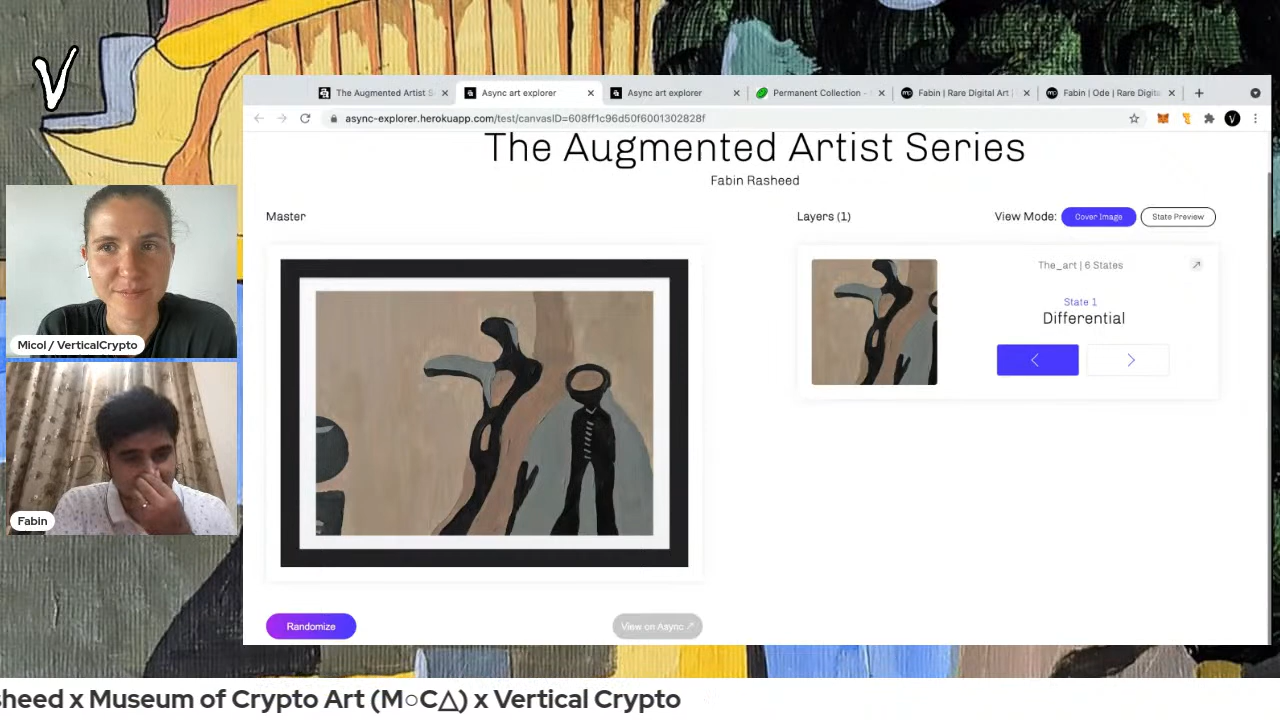 V
The Augmented Artist S
Async art explorer
Async art explorer
Permanent Collection -
Fabin | Rare Digital Art |
Fabin | Ode | Rare Digita
async-explorer.herokuapp.com/test/canvasID=608ff1c96d50f6001302828f
V
The Augmented Artist Series
Fabin Rasheed
Master
Layers (1)
View Mode:
Cover Image
State Preview
The_art | 6 States
State 1
Differential
Micol / VerticalCrypto
Fabin
Randomize
View on Async ↗
sheed x Museum of Crypto Art (M○C△) x Vertical Crypto